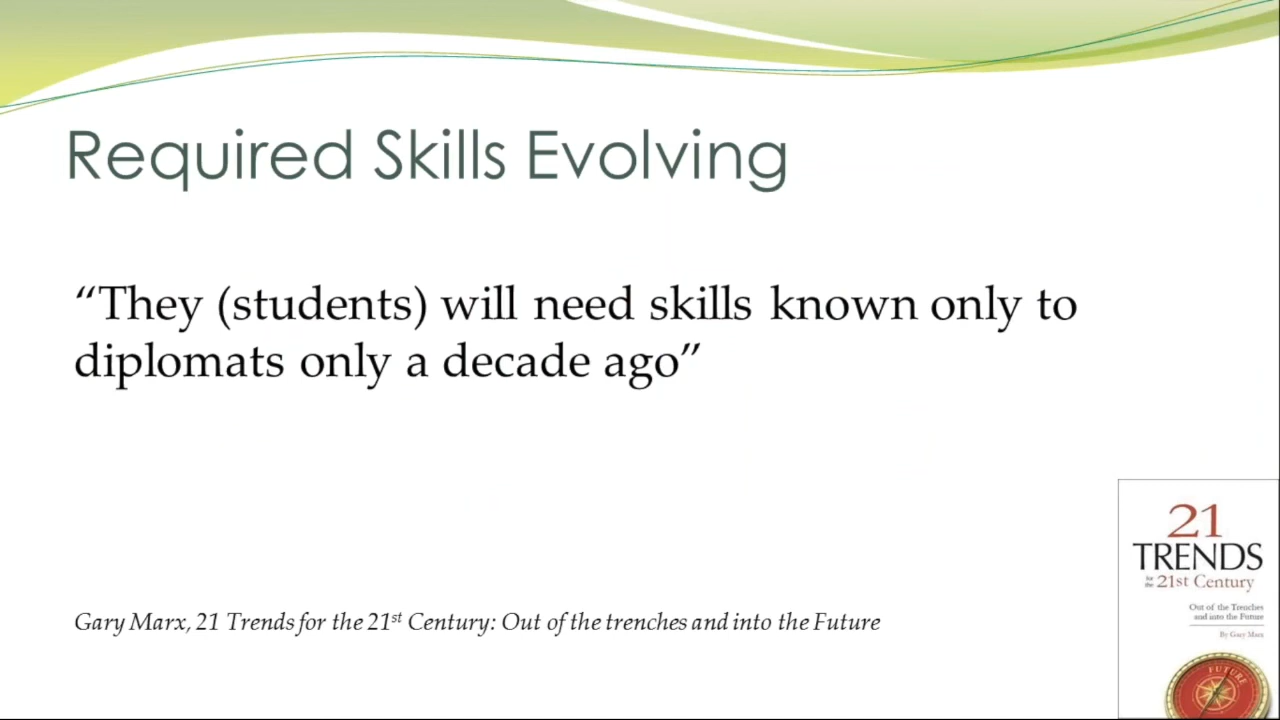 Required Skills Evolving
“They (students) will need skills known only to
diplomats only a decade ago”
Gary Marx, 21 Trends for the 21st Century: Out of the trenches and into the Future
21
TRENDS
for the 21st Century
Out of the Trenches
and into the Future
By Gary Marx
FUTURE